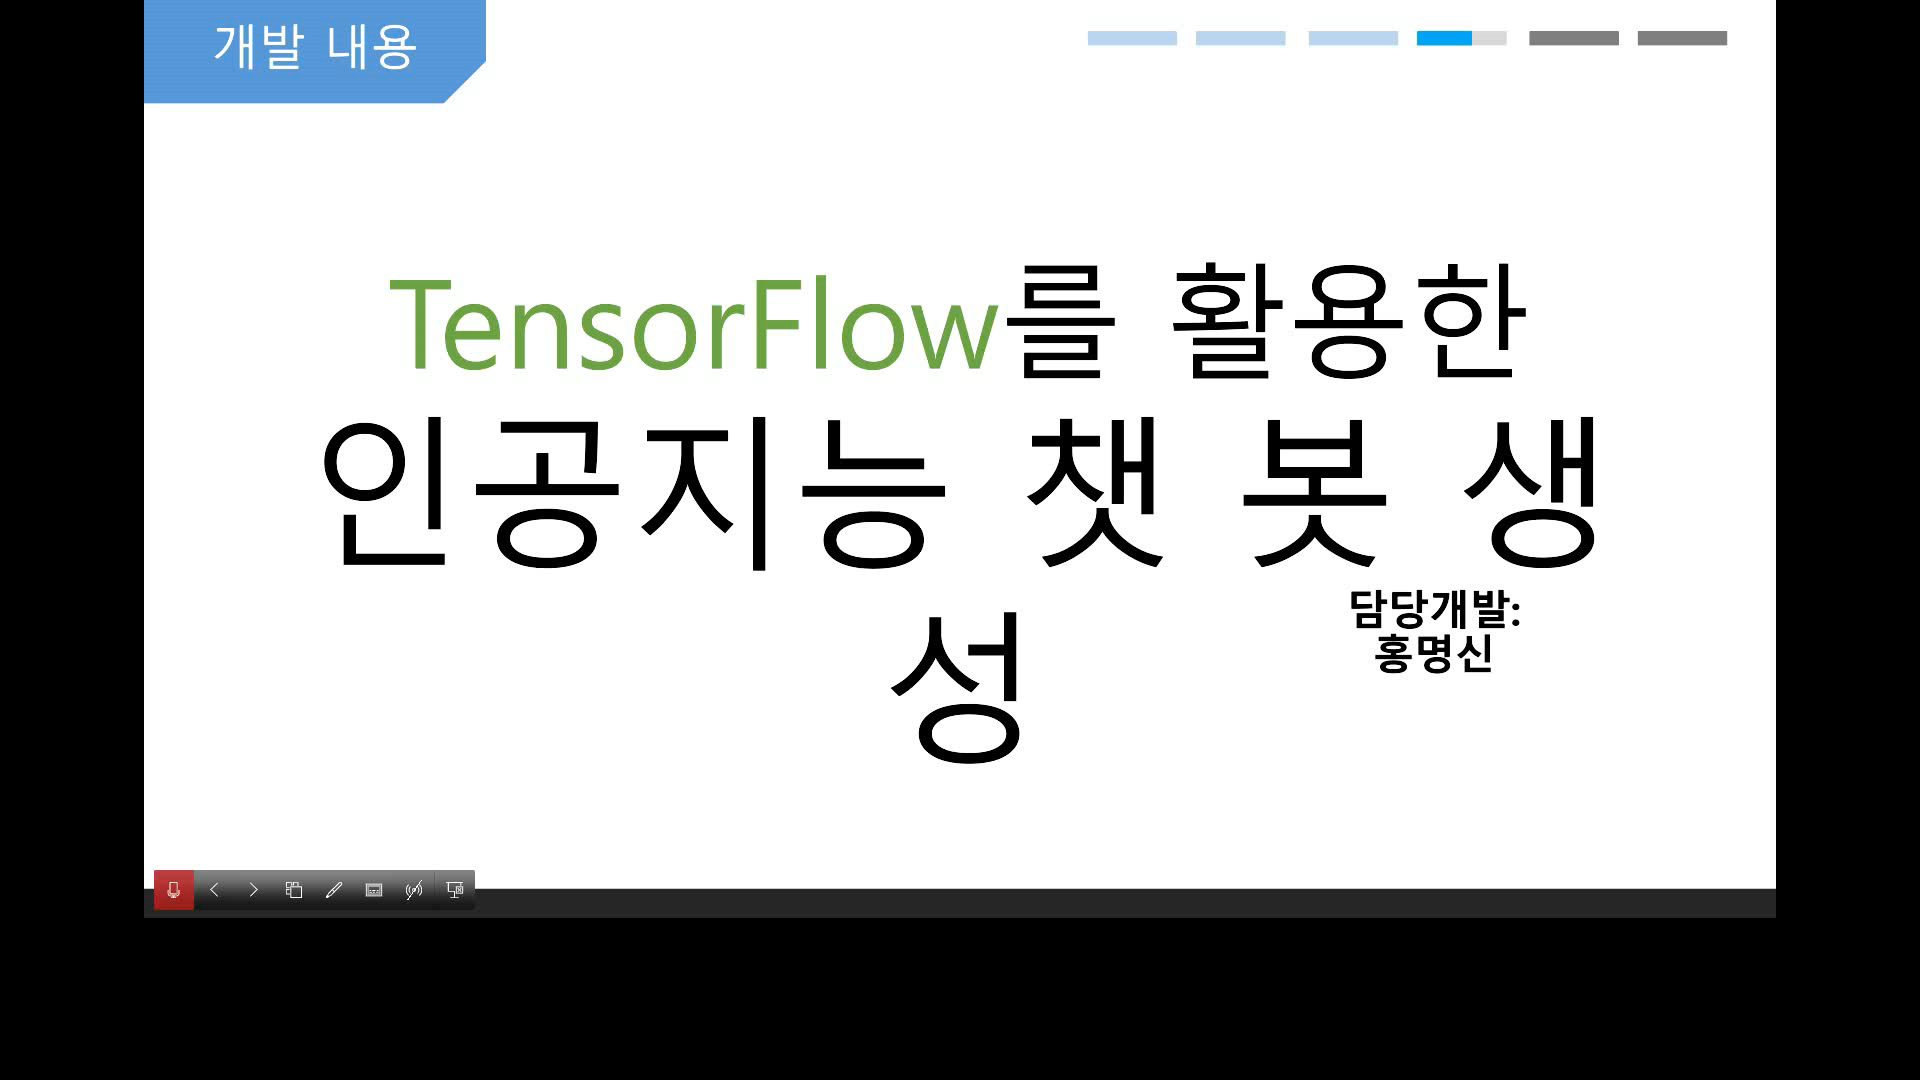 개발 내용
TensorFlow를 활용한
인공지능 챗 봇 생
성
담당개발:
홍명신